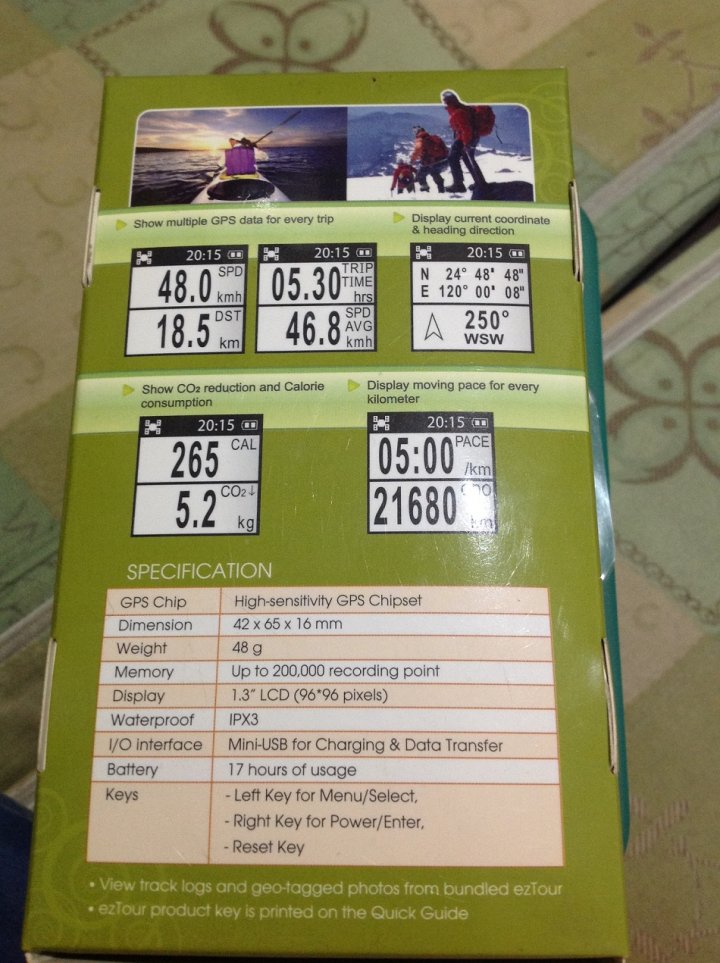 Show multiple GPS data for every trip
Display current coordinate
& heading direction
20:15
48.0 SPD kmh
18.5 DST km
20:15
05.30 TRIP TIME hrs
46.8 SPD AVG kmh
20:15
N 24° 48' 48"
E 120° 00' 08"
250°
WSW
Show CO2 reduction and Calorie
consumption
Display moving pace for every
kilometer
20:15
265 CAL
5.2 CO2↓ kg
20:15
05:00 PACE /km
21680 km
SPECIFICATION
GPS Chip High-sensitivity GPS Chipset
Dimension 42 x 65 x 16 mm
Weight 48 g
Memory Up to 200,000 recording point
Display 1.3" LCD (96*96 pixels)
Waterproof IPX3
I/O interface Mini-USB for Charging & Data Transfer
Battery 17 hours of usage
Keys - Left Key for Menu/Select,
- Right Key for Power/Enter,
- Reset Key
• View track logs and geo-tagged photos from bundled ezTour
• ezTour product key is printed on the Quick Guide